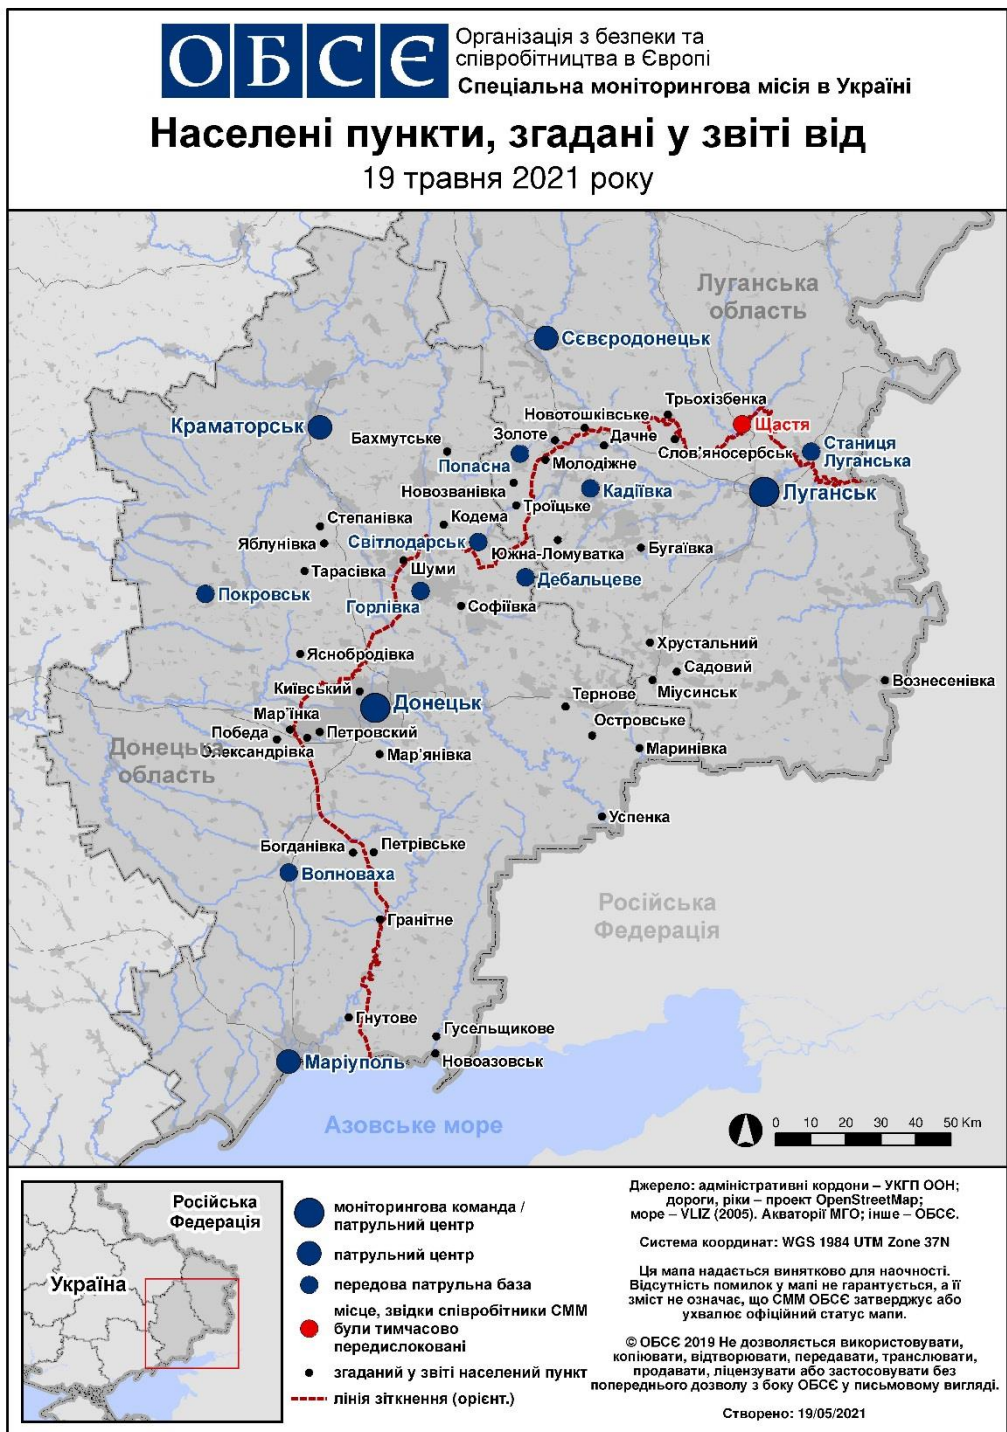 ОБСЄ
Організація з безпеки та
співробітництва в Європі
Спеціальна моніторингова місія в Україні
Населені пункти, згадані у звіті від
19 травня 2021 року
Луганська
область
Сєвєродонецьк
Трьохізбенка
Новотошківське
Щастя
Краматорськ
Золоте
Дачне
Бахмутське
Слов'яносербськ
Станиця
Луганська
Попасна
Молодіжне
Новозванівка
Кадіївка
Луганськ
Троїцьке
Степанівка
Кодема
Яблунівка
Світлодарськ
Южна-Ломуватка
Бугаївка
Шуми
Тарасівка
Дебальцеве
Покровськ
Горлівка
Софіївка
Хрустальний
Яснобродівка
Садовий
Вознесенівка
Київський
Міусинськ
Тернове
Донецьк
Мар'їнка
Островське
Победа
Петровский
Донецька
область
Олександрівка
Мар'янівка
Маринівка
Успенка
Богданівка
Петрівське
Волноваха
Російська
Федерація
Гранітне
Гнутове
Гусельщикове
Новоазовськ
Маріуполь
Азовське море
0 10 20 30 40 50 Km
Російська
Федерація
Україна
моніторингова команда /
патрульний центр
патрульний центр
передова патрульна база
місце, звідки співробітники СММ
були тимчасово
передислоковані
згаданий у звіті населений пункт
лінія зіткнення (орієнт.)
Джерело: адміністративні кордони – УКГП ООН;
дороги, ріки – проект OpenStreetMap;
море – VLIZ (2005). Акваторії МГО; інше – ОБСЄ.
Система координат: WGS 1984 UTM Zone 37N
Ця мапа надається винятково для наочності.
Відсутність помилок у мапі не гарантується, а її
зміст не означає, що СММ ОБСЄ затверджує або
ухвалює офіційний статус мапи.
© ОБСЄ 2019 Не дозволяється використовувати,
копіювати, відтворювати, передавати, транслювати,
продавати, ліцензувати або застосовувати без
попереднього дозволу з боку ОБСЄ у письмовому вигляді.
Створено: 19/05/2021